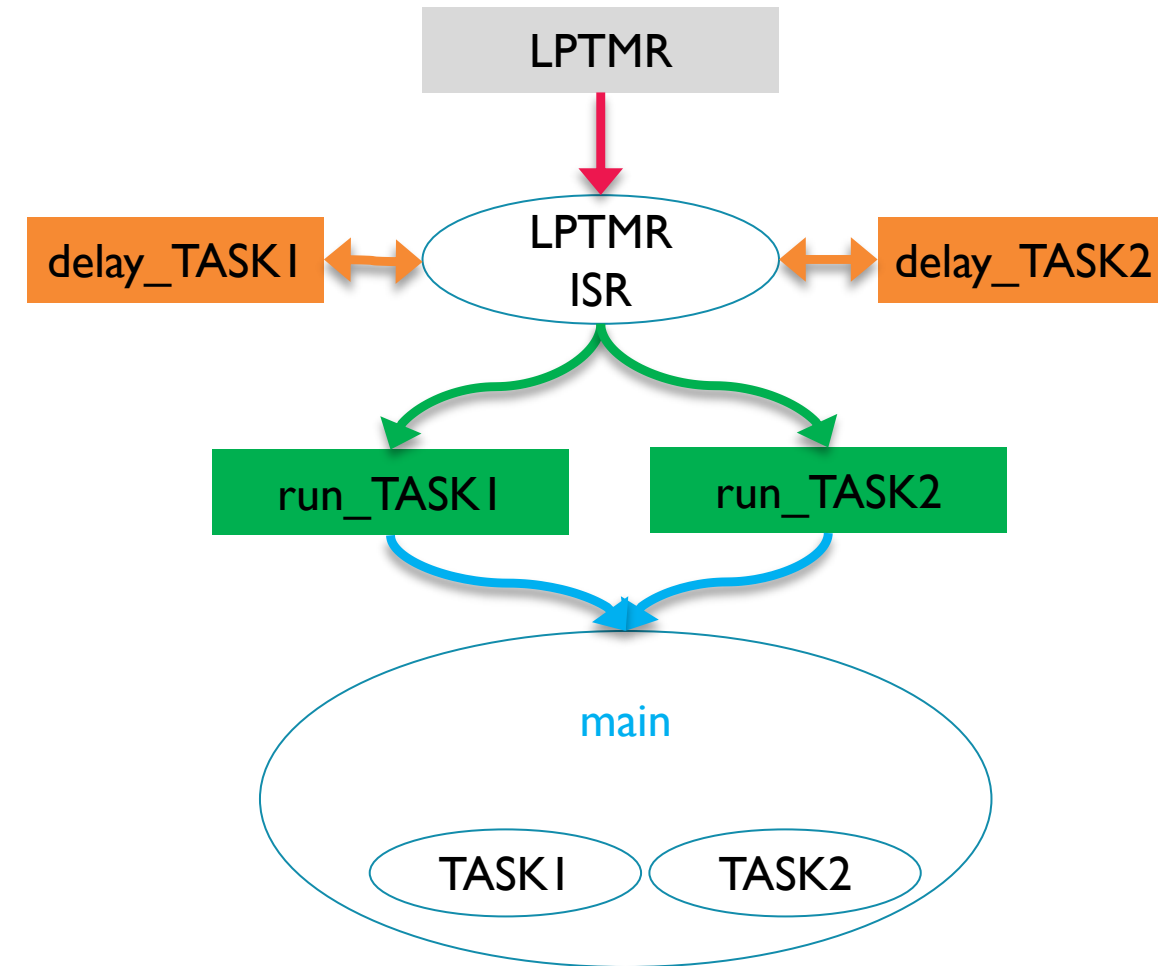 LPTMR
LPTMR
ISR
delay_TASK1
delay_TASK2
run_TASK1
run_TASK2
main
TASK1
TASK2